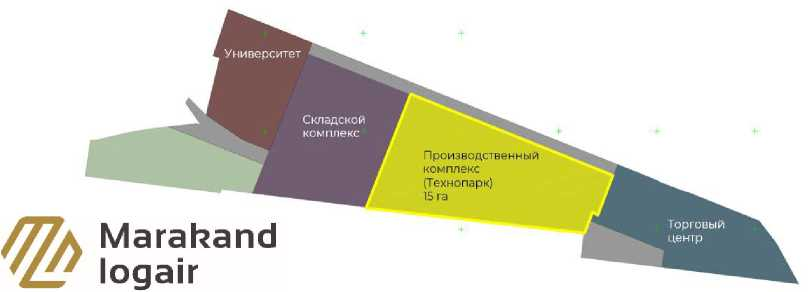 Университет
Складской
комплекс
Производственный
комплекс
(Технопарк)
15 га
Торговый
центр
Marakand
logair